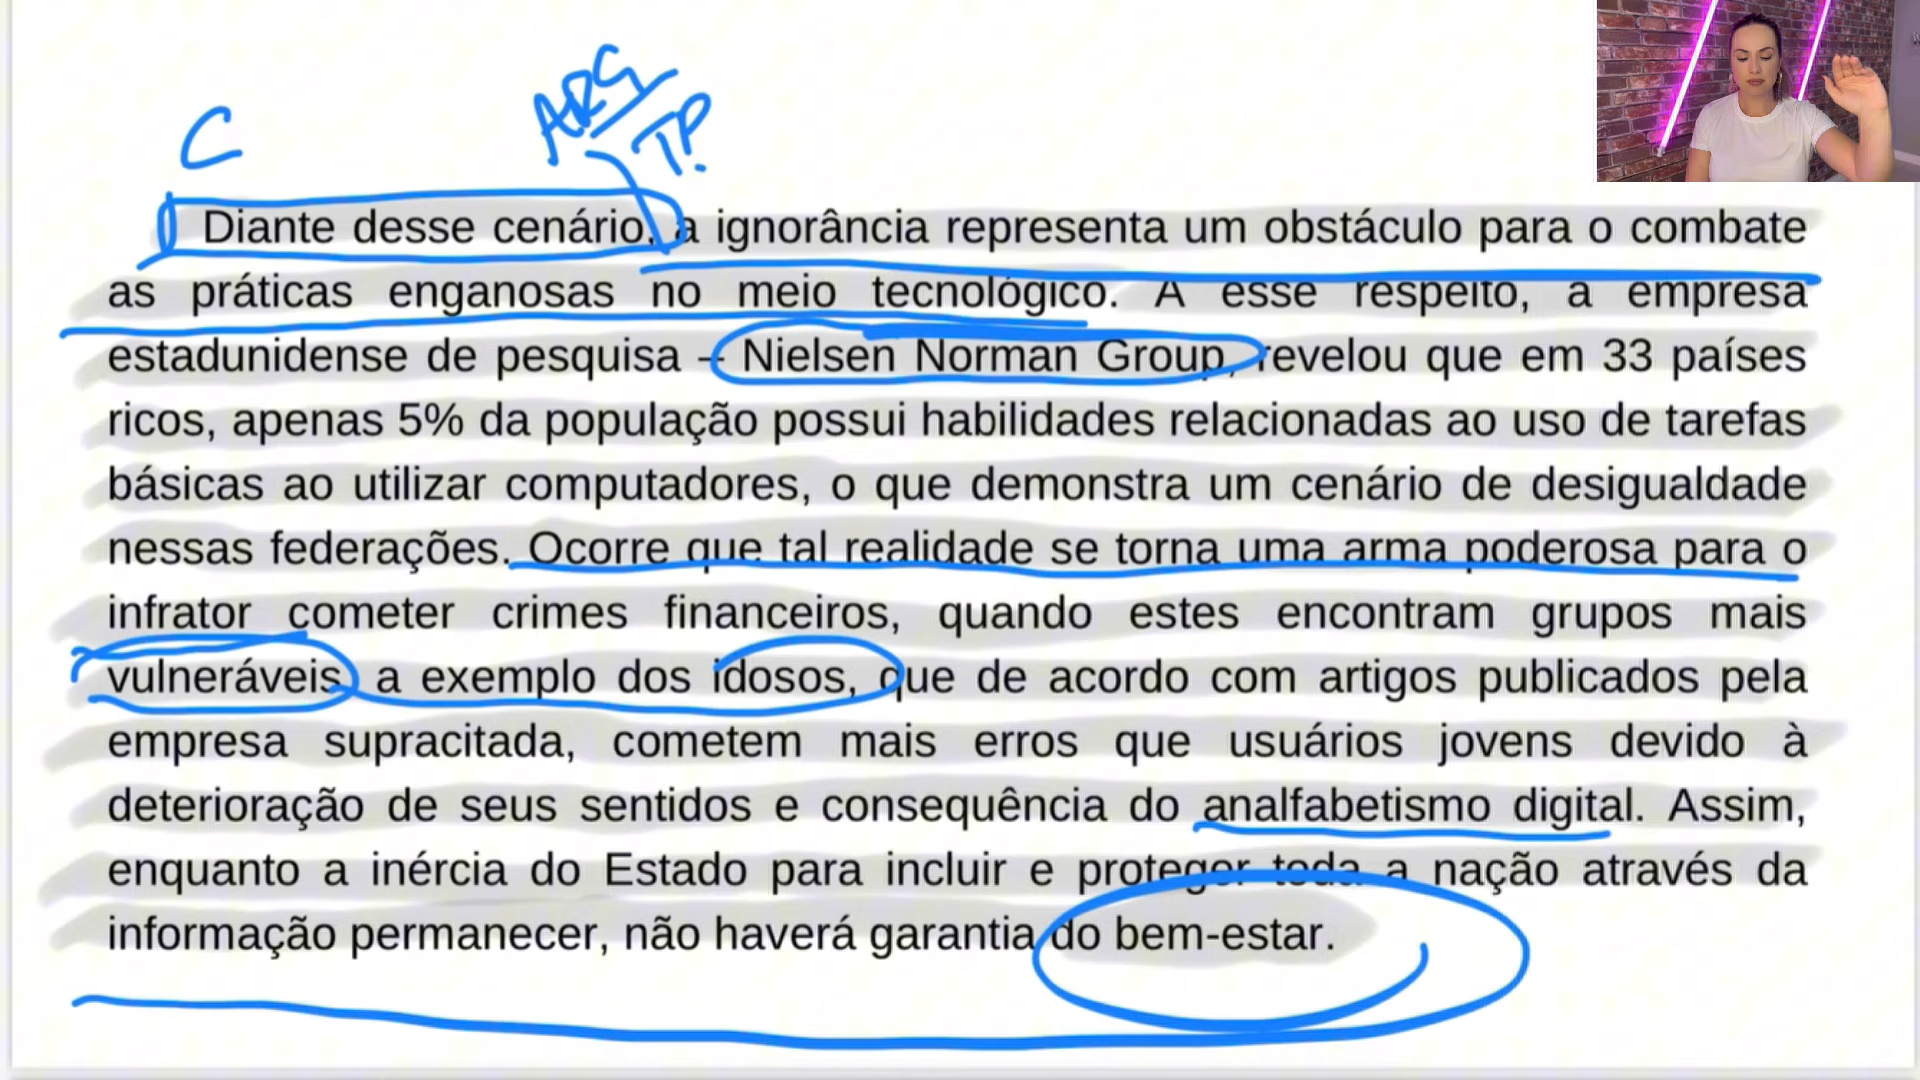 C
ARG
TP?
Diante desse cenário, a ignorância representa um obstáculo para o combate
as práticas enganosas no meio tecnológico. A esse respeito, a empresa
estadunidense de pesquisa – Nielsen Norman Group, revelou que em 33 países
ricos, apenas 5% da população possui habilidades relacionadas ao uso de tarefas
básicas ao utilizar computadores, o que demonstra um cenário de desigualdade
nessas federações. Ocorre que tal realidade se torna uma arma poderosa para o
infrator cometer crimes financeiros, quando estes encontram grupos mais
vulneráveis, a exemplo dos idosos, que de acordo com artigos publicados pela
empresa supracitada, cometem mais erros que usuários jovens devido à
deterioração de seus sentidos e consequência do analfabetismo digital. Assim,
enquanto a inércia do Estado para incluir e proteger toda a nação através da
informação permanecer, não haverá garantia do bem-estar.